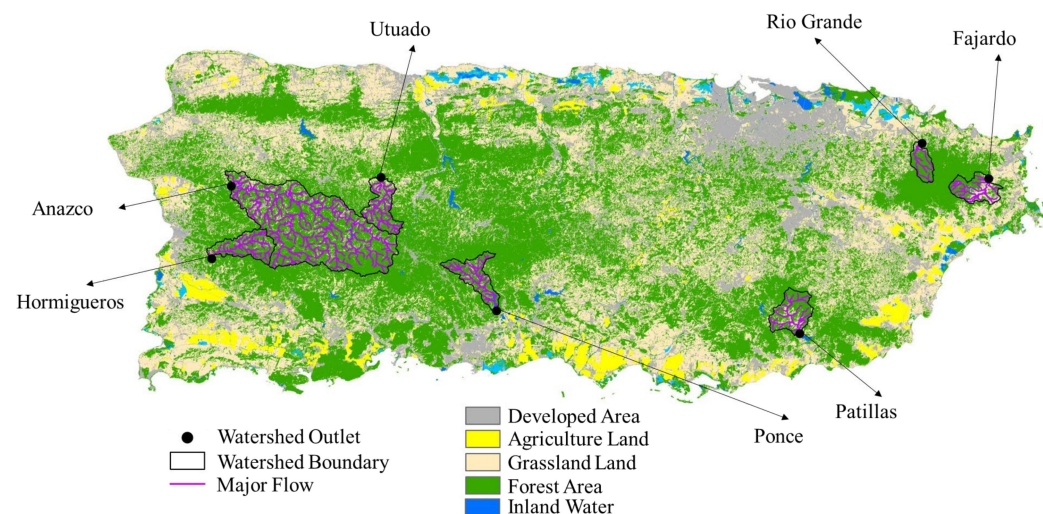 Utuado
Rio Grande
Fajardo
Anazco
Hormigueros
Patillas
Ponce
Watershed Outlet
Watershed Boundary
Major Flow
Developed Area
Agriculture Land
Grassland Land
Forest Area
Inland Water